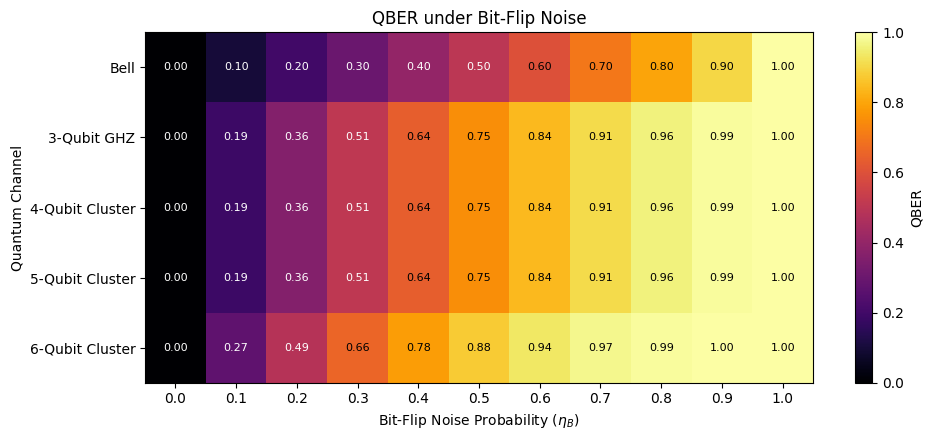 QBER under Bit-Flip Noise
Quantum Channel
Bell 0.00 0.10 0.20 0.30 0.40 0.50 0.60 0.70 0.80 0.90 1.00
3-Qubit GHZ 0.00 0.19 0.36 0.51 0.64 0.75 0.84 0.91 0.96 0.99 1.00
4-Qubit Cluster 0.00 0.19 0.36 0.51 0.64 0.75 0.84 0.91 0.96 0.99 1.00
5-Qubit Cluster 0.00 0.19 0.36 0.51 0.64 0.75 0.84 0.91 0.96 0.99 1.00
6-Qubit Cluster 0.00 0.27 0.49 0.66 0.78 0.88 0.94 0.97 0.99 1.00 1.00
0.0 0.1 0.2 0.3 0.4 0.5 0.6 0.7 0.8 0.9 1.0
Bit-Flip Noise Probability (η_B)
1.0
0.8
0.6
0.4
0.2
0.0
QBER